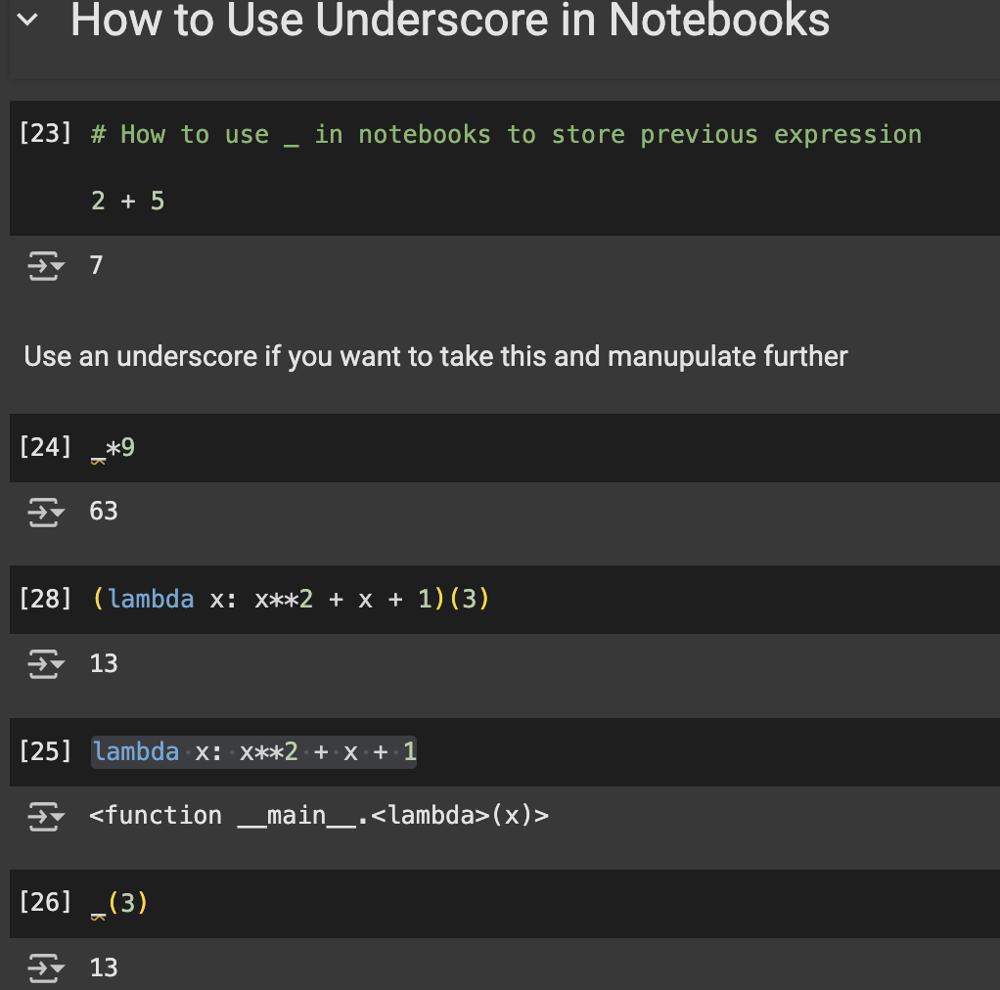 How to Use Underscore in Notebooks
[23] # How to use _ in notebooks to store previous expression
2 + 5
7
Use an underscore if you want to take this and manupulate further
[24] _*9
63
[28] (lambda x: x**2 + x + 1)(3)
13
[25] lambda x: x**2 + x + 1
<function __main__.<lambda>(x)>
[26] _(3)
13